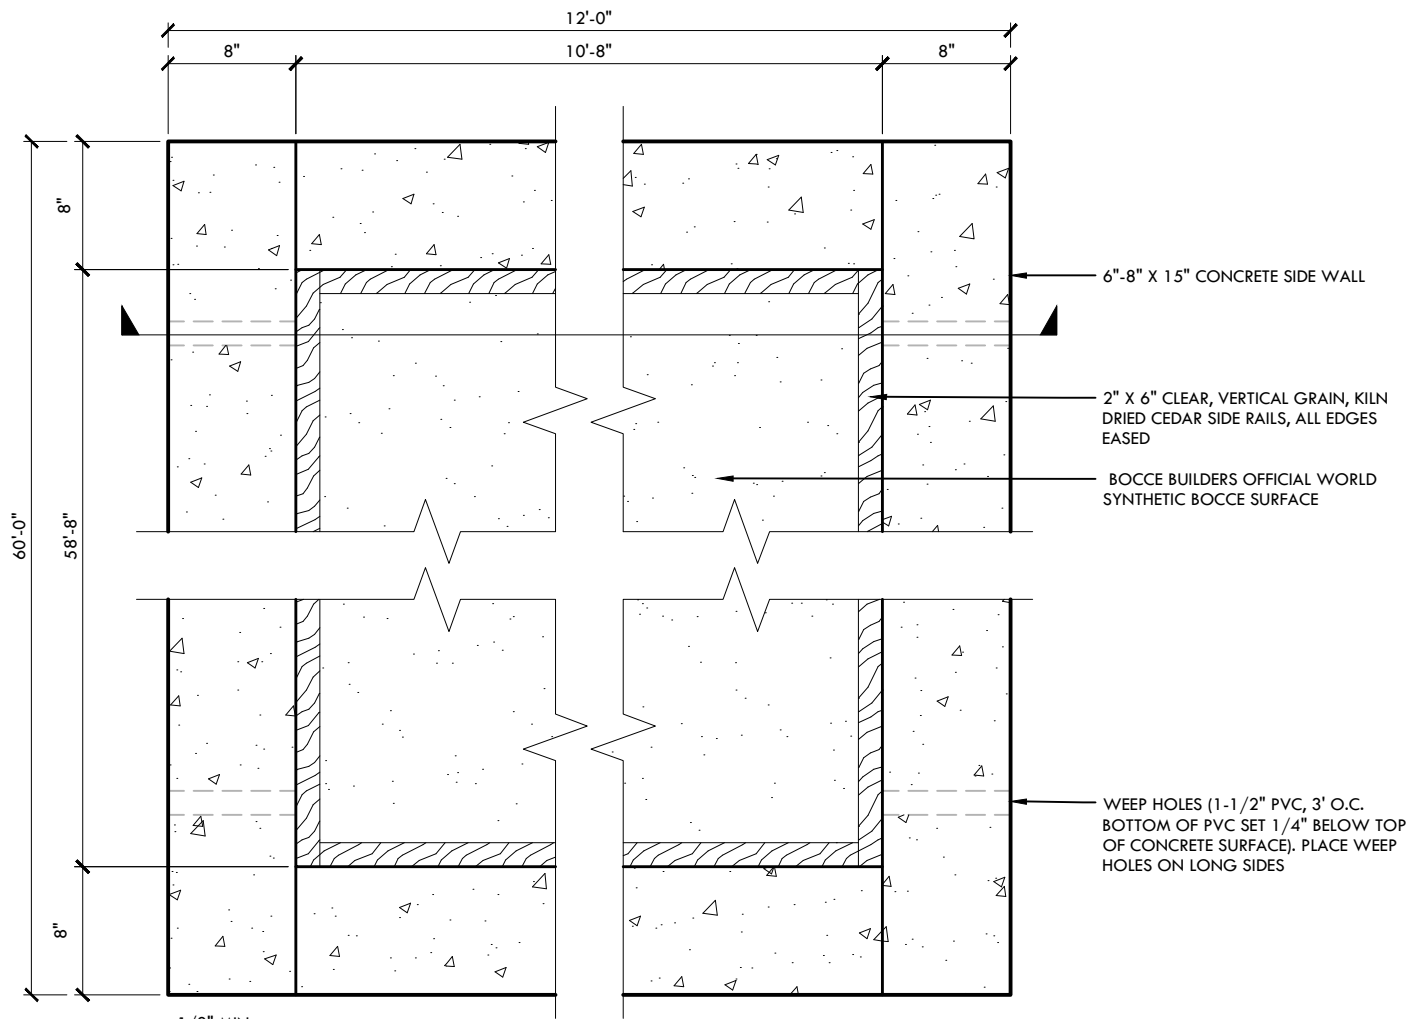 12'-0"
8" 10'-8" 8"
8"
6"-8" X 15" CONCRETE SIDE WALL
2" X 6" CLEAR, VERTICAL GRAIN, KILN
DRIED CEDAR SIDE RAILS, ALL EDGES
EASED
BOCCE BUILDERS OFFICIAL WORLD
SYNTHETIC BOCCE SURFACE
60'-0"
58'-8"
WEEP HOLES (1-1/2" PVC, 3' O.C.
BOTTOM OF PVC SET 1/4" BELOW TOP
OF CONCRETE SURFACE). PLACE WEEP
HOLES ON LONG SIDES
8"